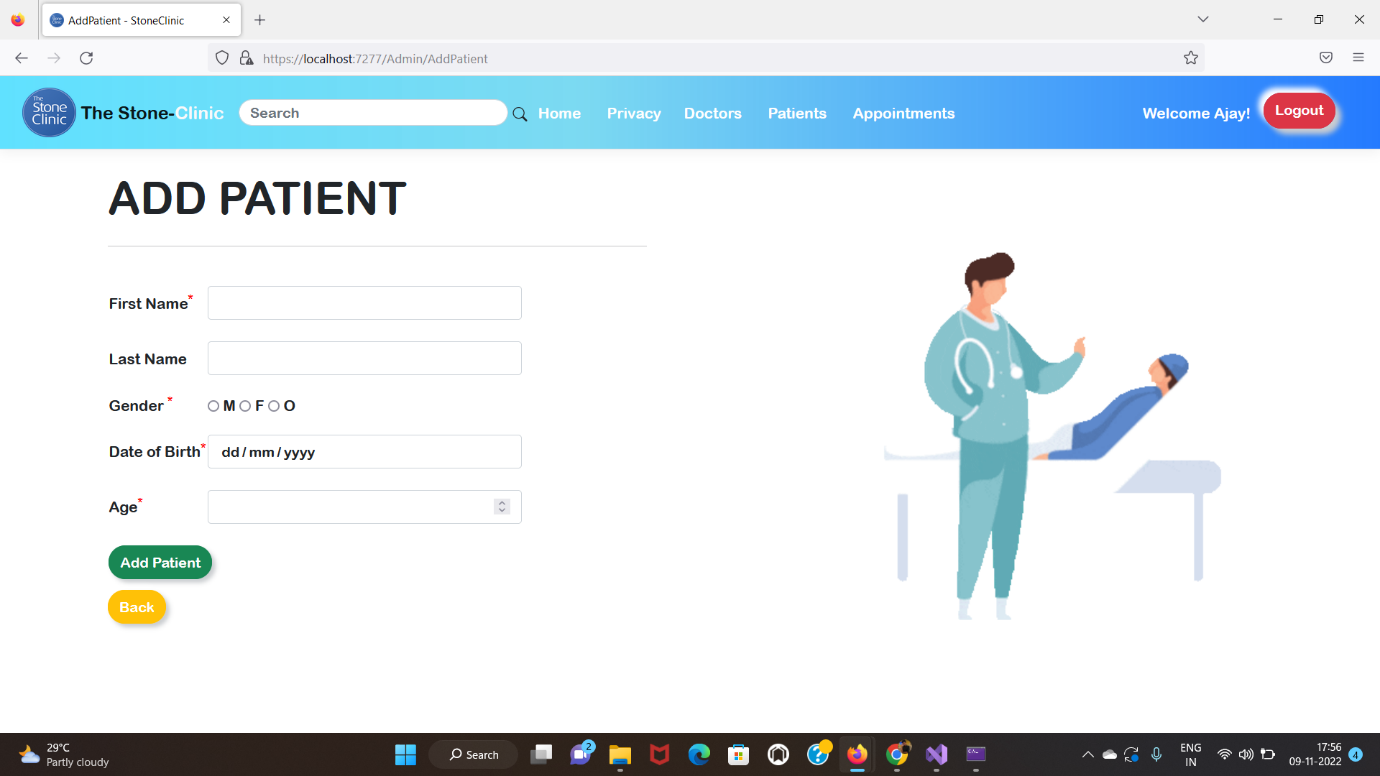 AddPatient - StoneClinic
https://localhost:7277/Admin/AddPatient
The Stone Clinic
The Stone-Clinic
Search
Home
Privacy
Doctors
Patients
Appointments
Welcome Ajay!
Logout
ADD PATIENT
First Name*
Last Name
Gender *
M F O
Date of Birth*
dd/mm/yyyy
Age*
Add Patient
Back
29°C
Partly cloudy
Search
2
ENG
IN
17:56
09-11-2022
4